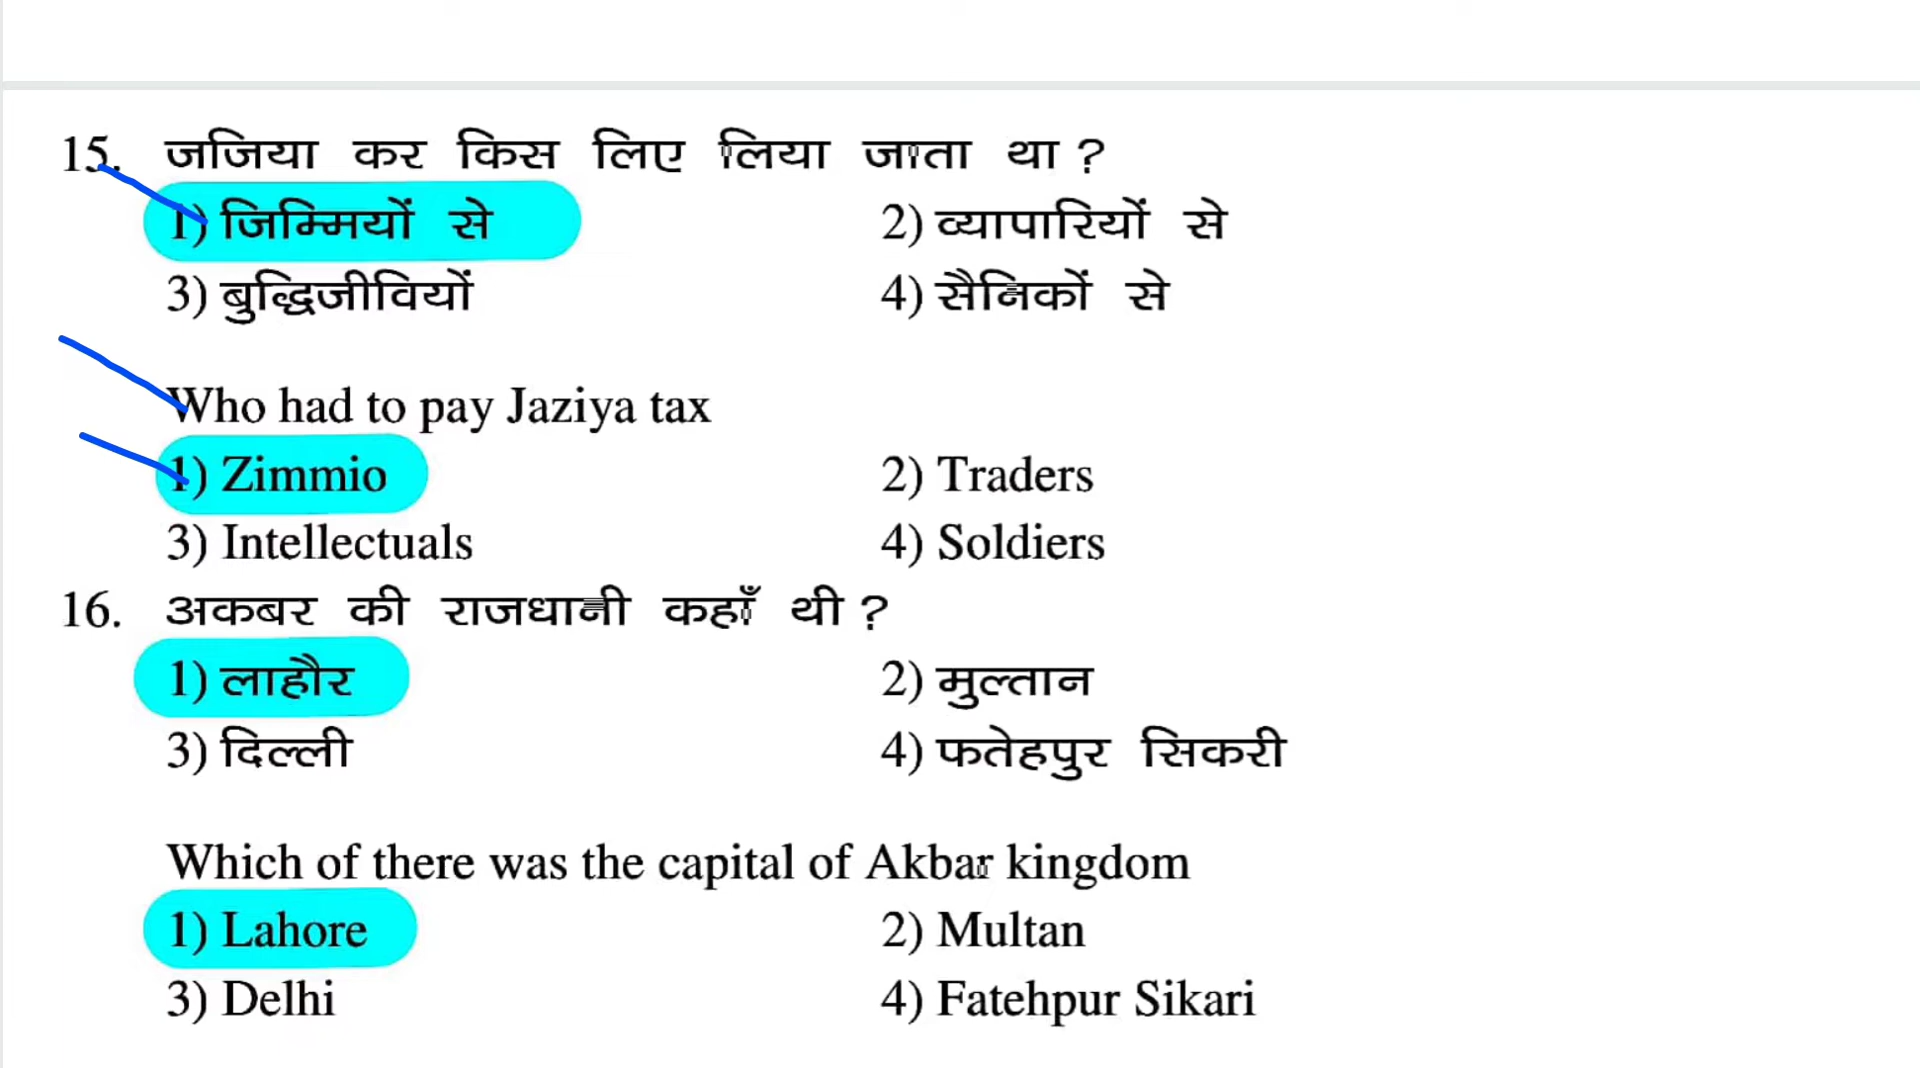 15. जजिया कर किस लिए लिया जाता था ?
1) जिम्मियों से 2) व्यापारियों से
3) बुद्धिजीवियों 4) सैनिकों से
Who had to pay Jaziya tax
1) Zimmio 2) Traders
3) Intellectuals 4) Soldiers
16. अकबर की राजधानी कहाँ थी ?
1) लाहौर 2) मुल्तान
3) दिल्ली 4) फतेहपुर सिकरी
Which of there was the capital of Akbar kingdom
1) Lahore 2) Multan
3) Delhi 4) Fatehpur Sikari